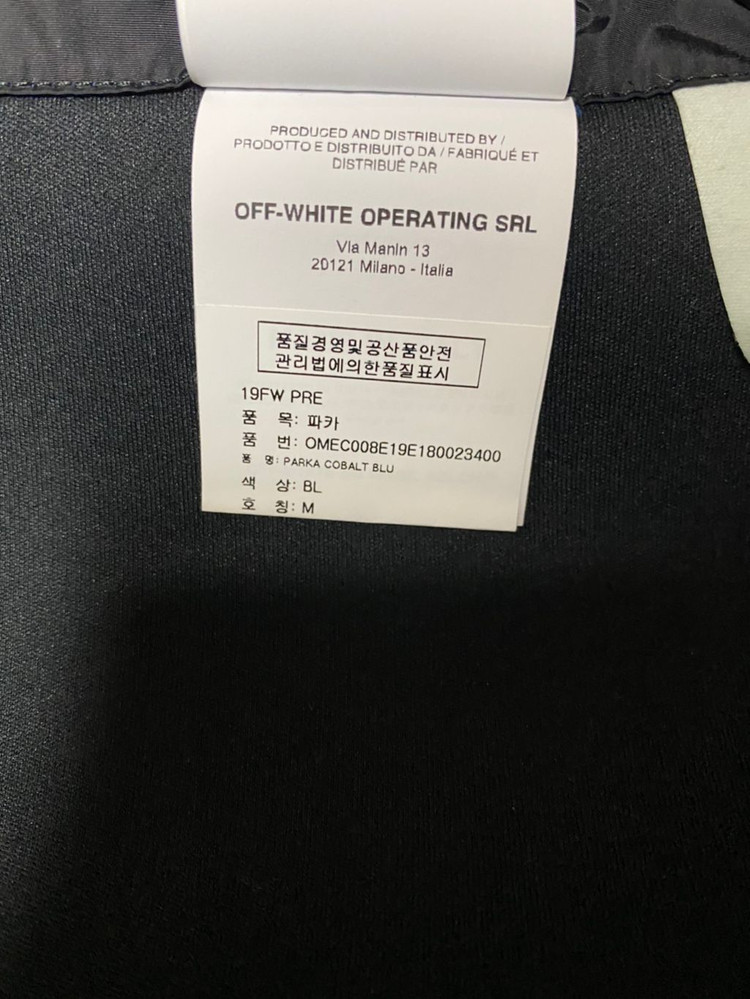 PRODUCED AND DISTRIBUTED BY /
PRODOTTO E DISTRIBUITO DA / FABRIQUÉ ET
DISTRIBUÉ PAR
OFF-WHITE OPERATING SRL
Via Manin 13
20121 Milano - Italia
품질경영및공산품안전
관리법에의한품질표시
19FW PRE
품 목: 파카
품 번: OMEC008E19E180023400
품 명: PARKA COBALT BLU
색 상: BL
호 칭: M